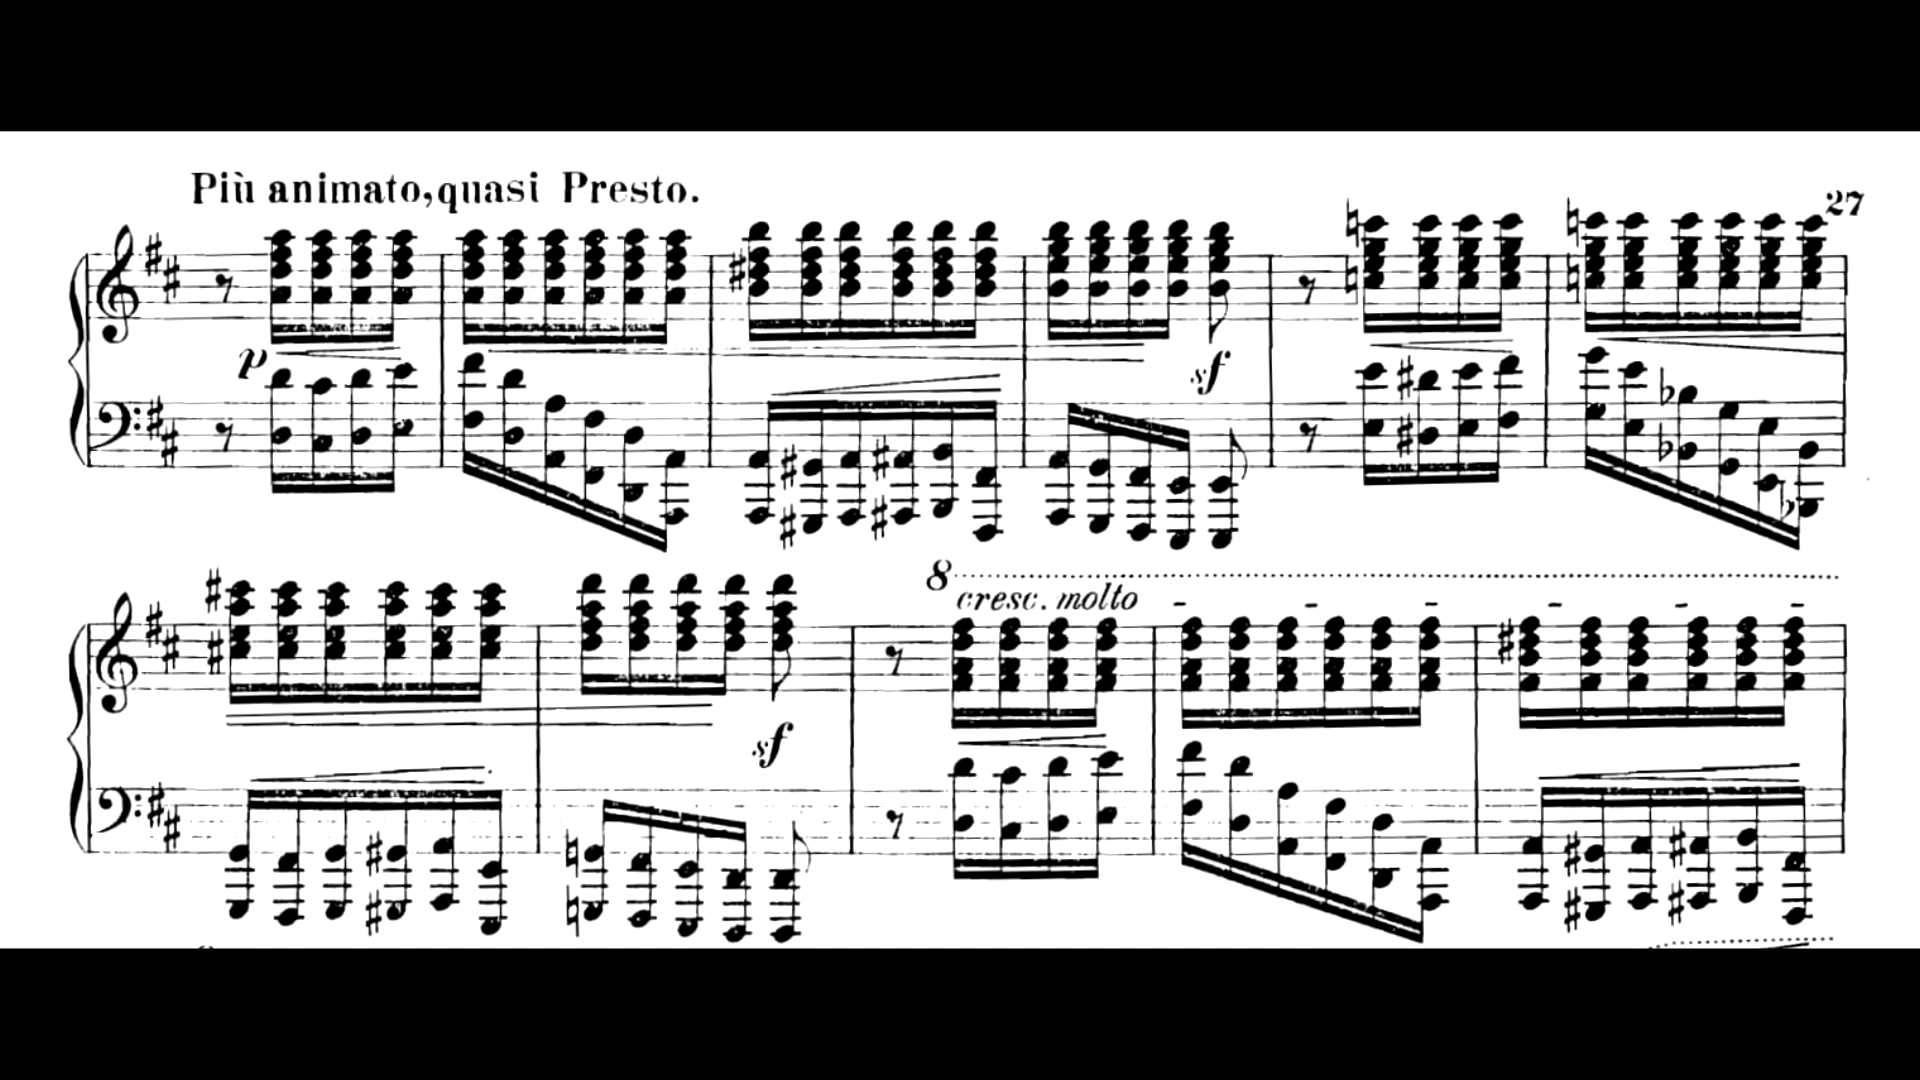 Più animato, quasi Presto.
27
p
sf
8
cresc. molto
sf